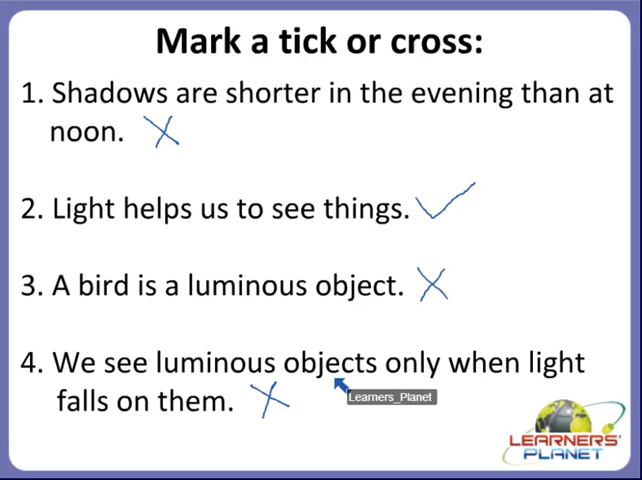 Mark a tick or cross:
1. Shadows are shorter in the evening than at
noon.
2. Light helps us to see things.
3. A bird is a luminous object.
4. We see luminous objects only when light
falls on them.
Learners_Planet
LEARNERS'
PLANET